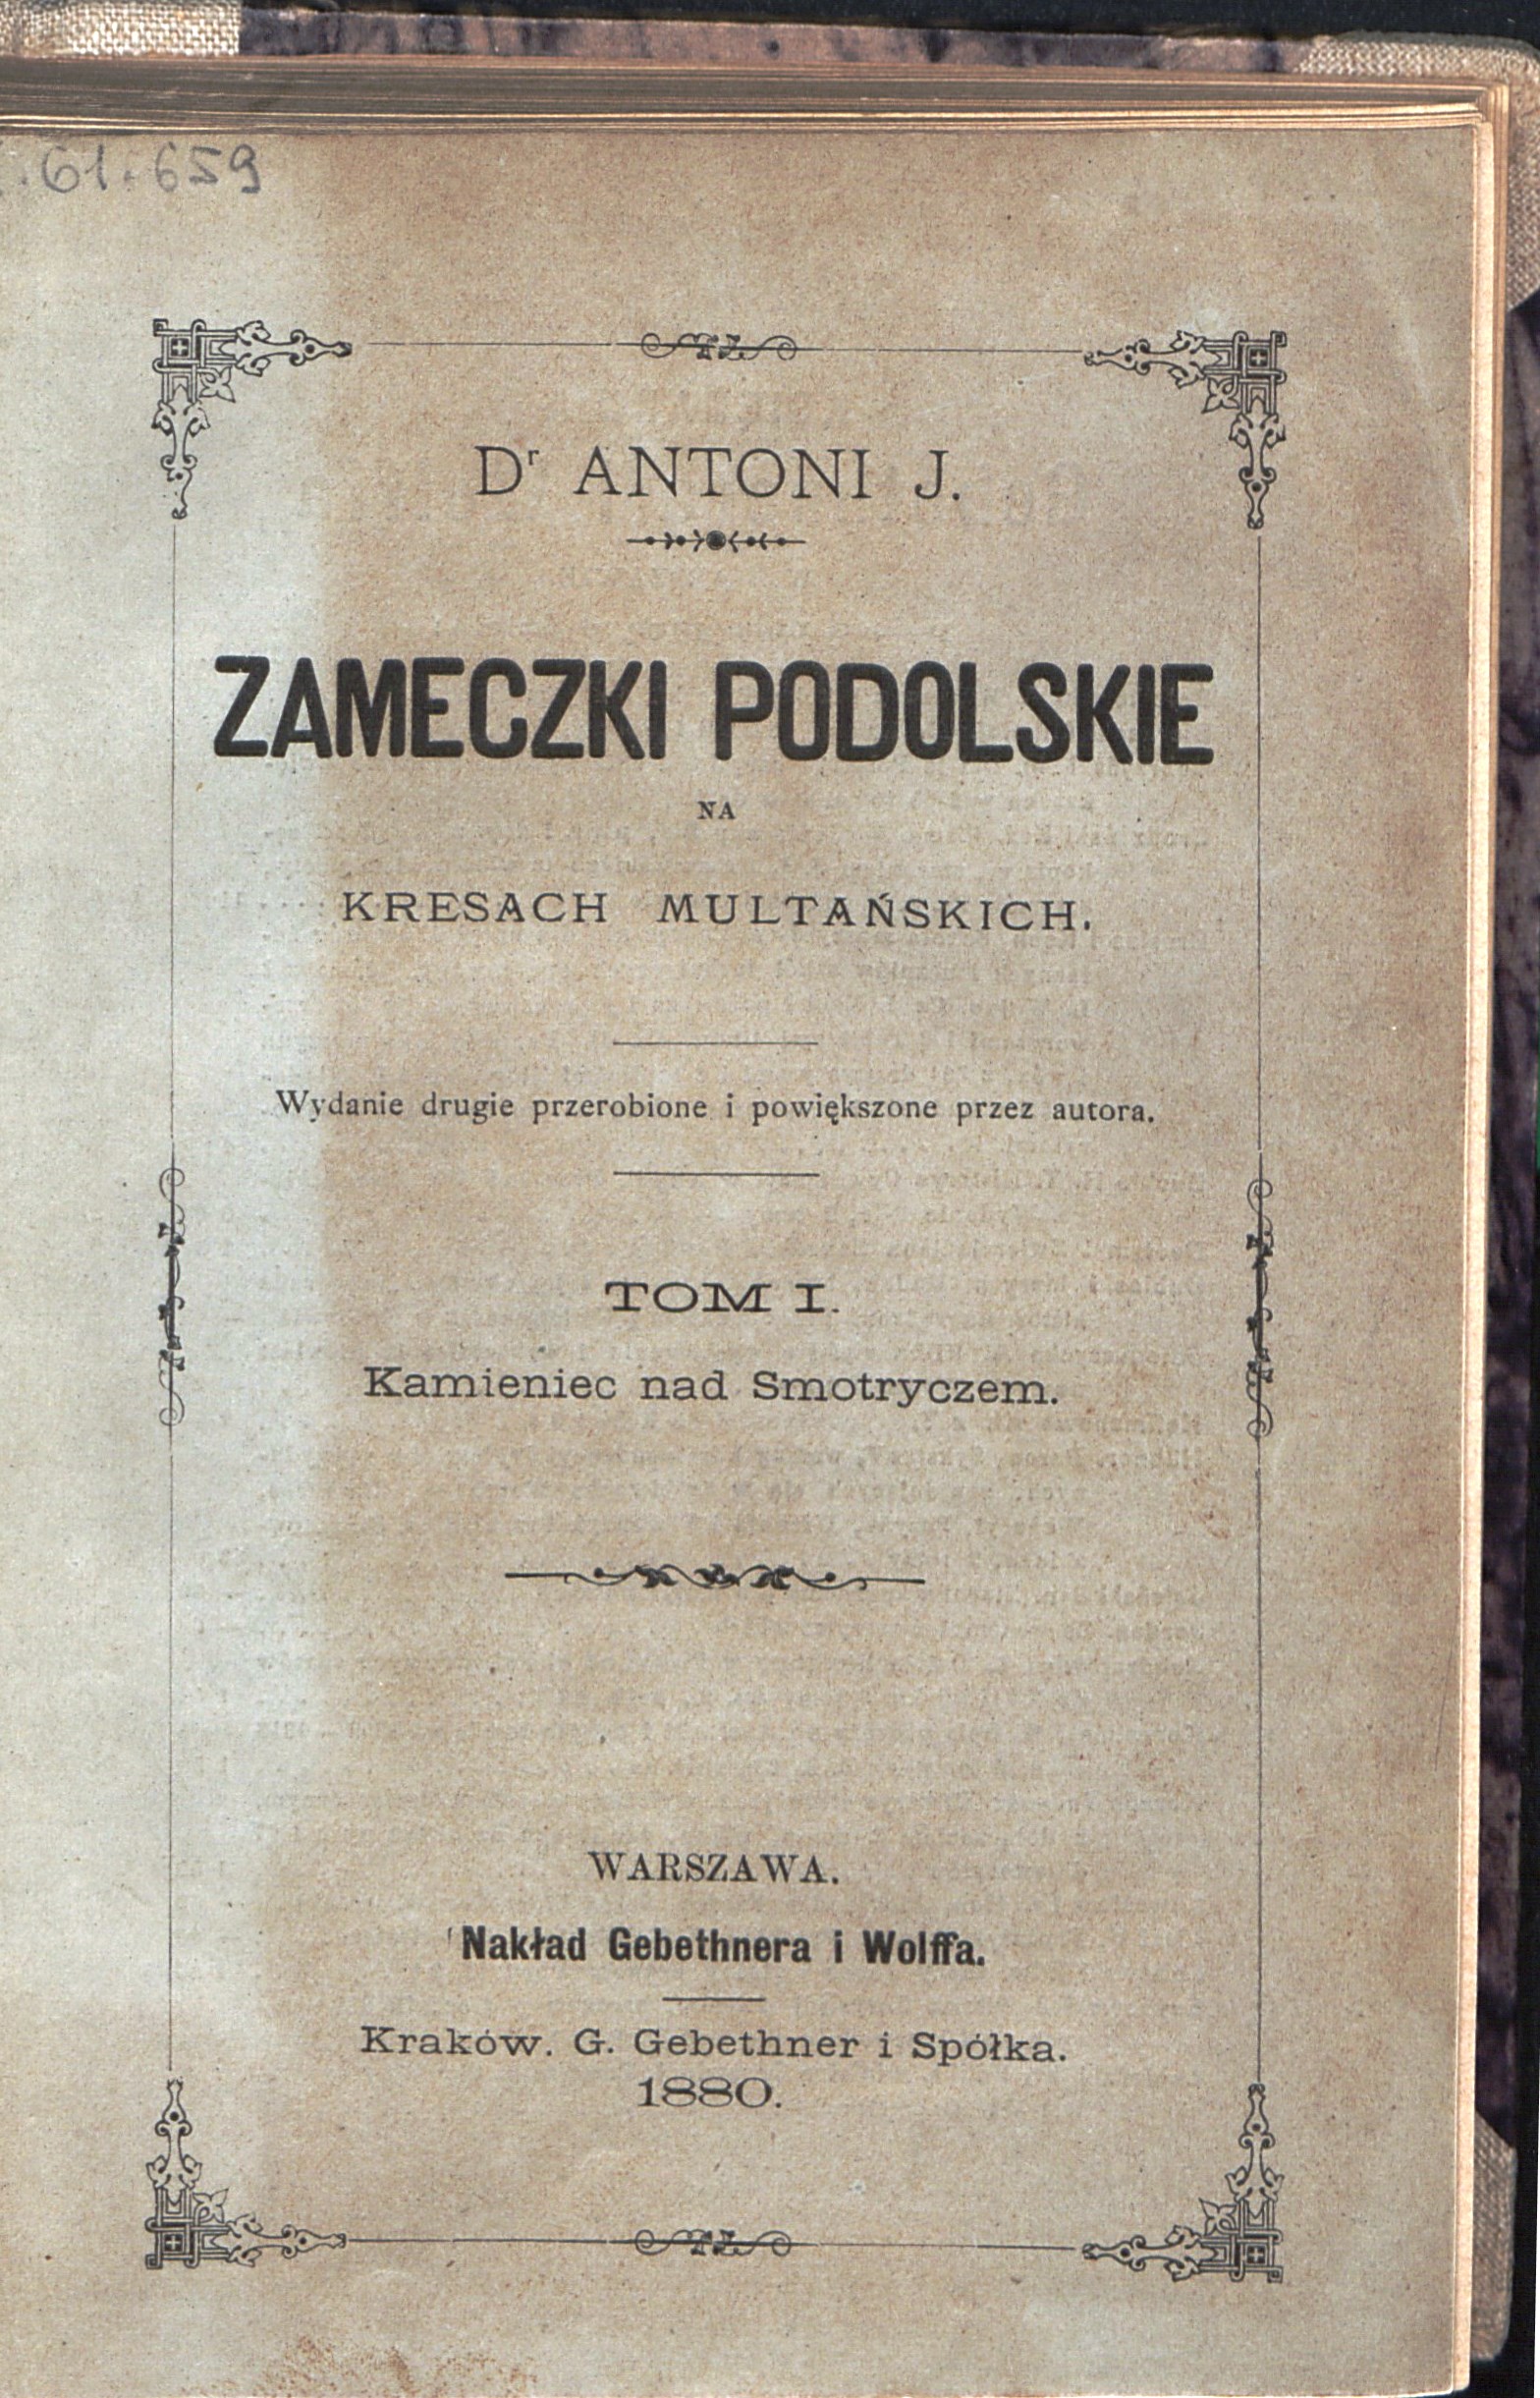 61.659
Dr ANTONI J.
ZAMECZKI PODOLSKIE
NA
KRESACH MULTAŃSKICH.
Wydanie drugie przerobione i powiększone przez autora.
TOM I.
Kamieniec nad Smotryczem.
WARSZAWA.
Nakład Gebethnera i Wolffa.
Kraków. G. Gebethner i Spółka.
1880.